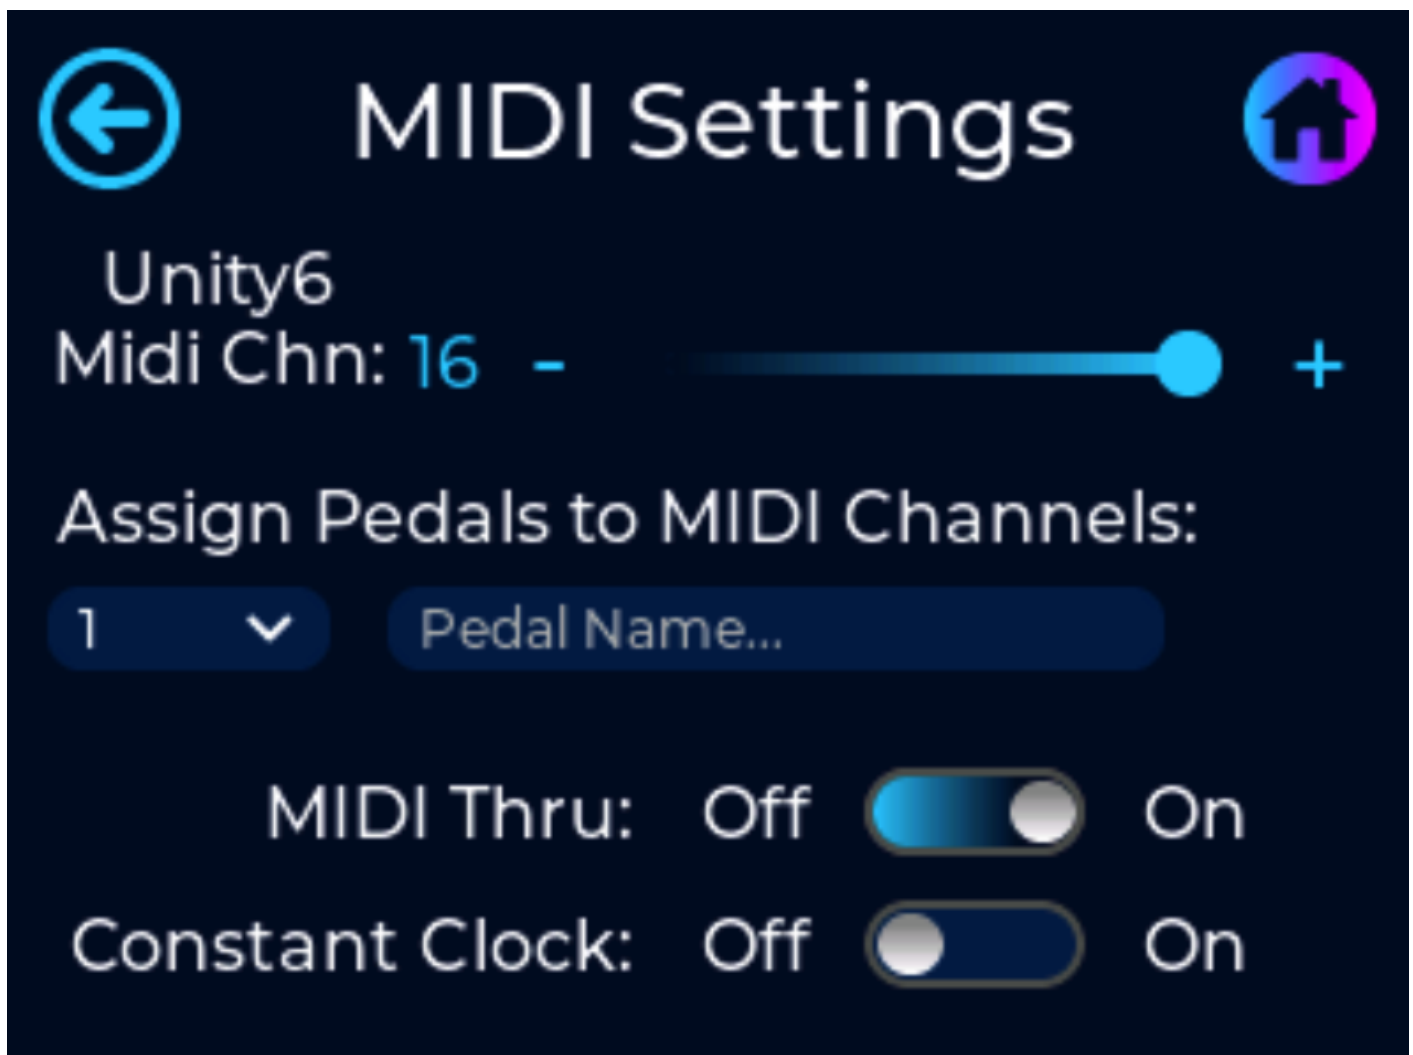 MIDI Settings
Unity6
Midi Chn: 16 - +
Assign Pedals to MIDI Channels:
1 Pedal Name...
MIDI Thru: Off On
Constant Clock: Off On